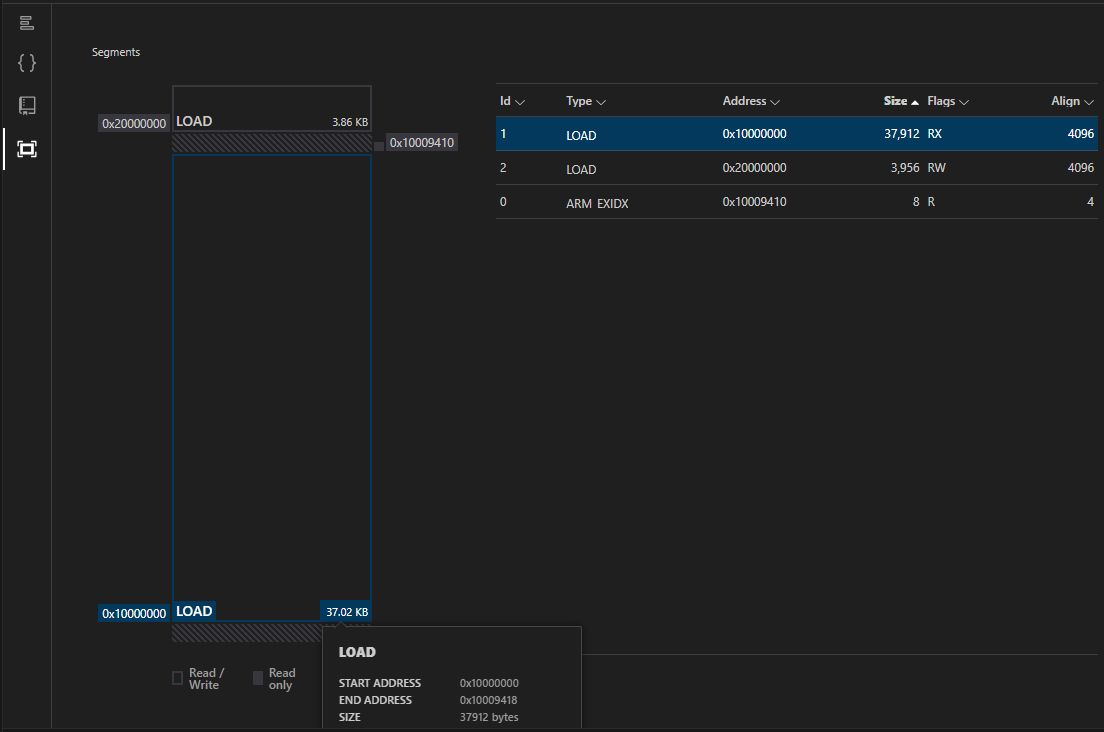 Segments
0x20000000 LOAD 3.86 KB
0x10009410
Id Type Address Size Flags Align
1 LOAD 0x10000000 37,912 RX 4096
2 LOAD 0x20000000 3,956 RW 4096
0 ARM_EXIDX 0x10009410 8 R 4
0x10000000 LOAD 37.02 KB
Read / Write
Read only
LOAD
START ADDRESS 0x10000000
END ADDRESS 0x10009418
SIZE 37912 bytes